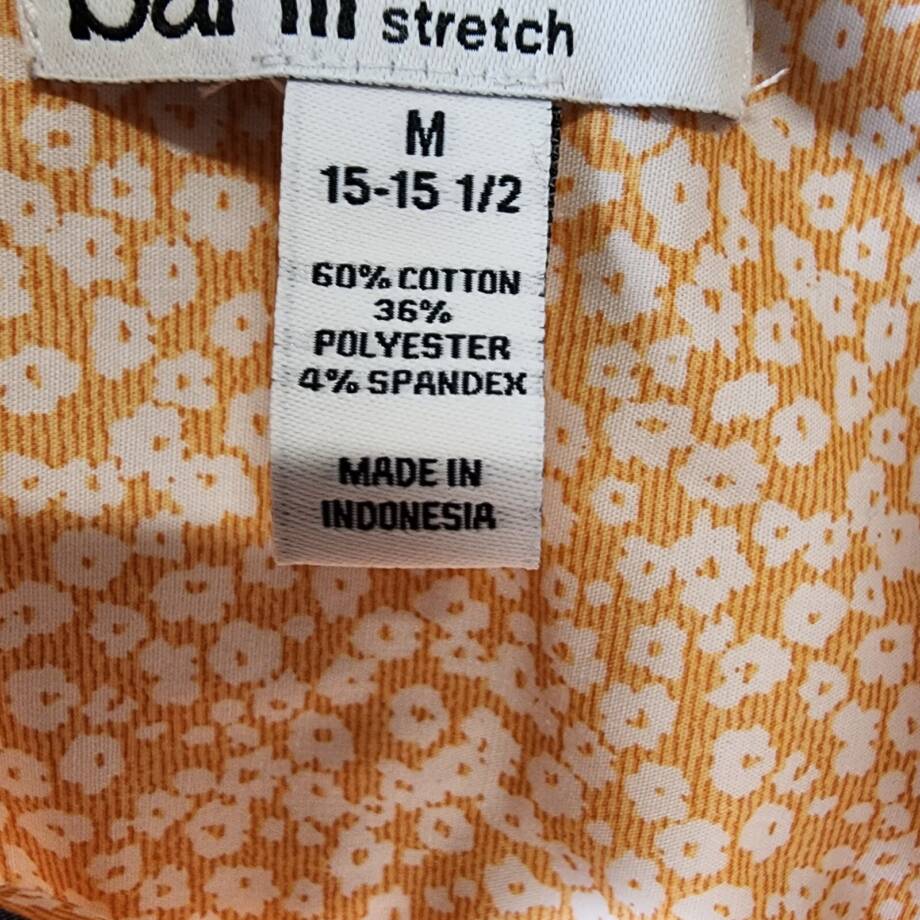 stretch
M
15-15 1/2
60% COTTON
36%
POLYESTER
4% SPANDEX
MADE IN
INDONESIA